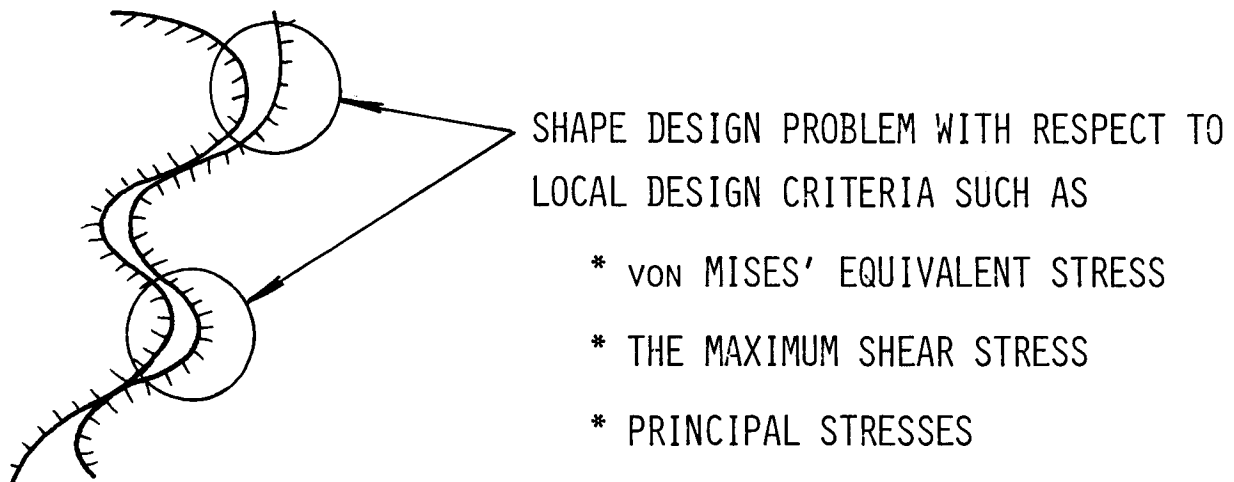 SHAPE DESIGN PROBLEM WITH RESPECT TO
LOCAL DESIGN CRITERIA SUCH AS
* VON MISES' EQUIVALENT STRESS
* THE MAXIMUM SHEAR STRESS
* PRINCIPAL STRESSES